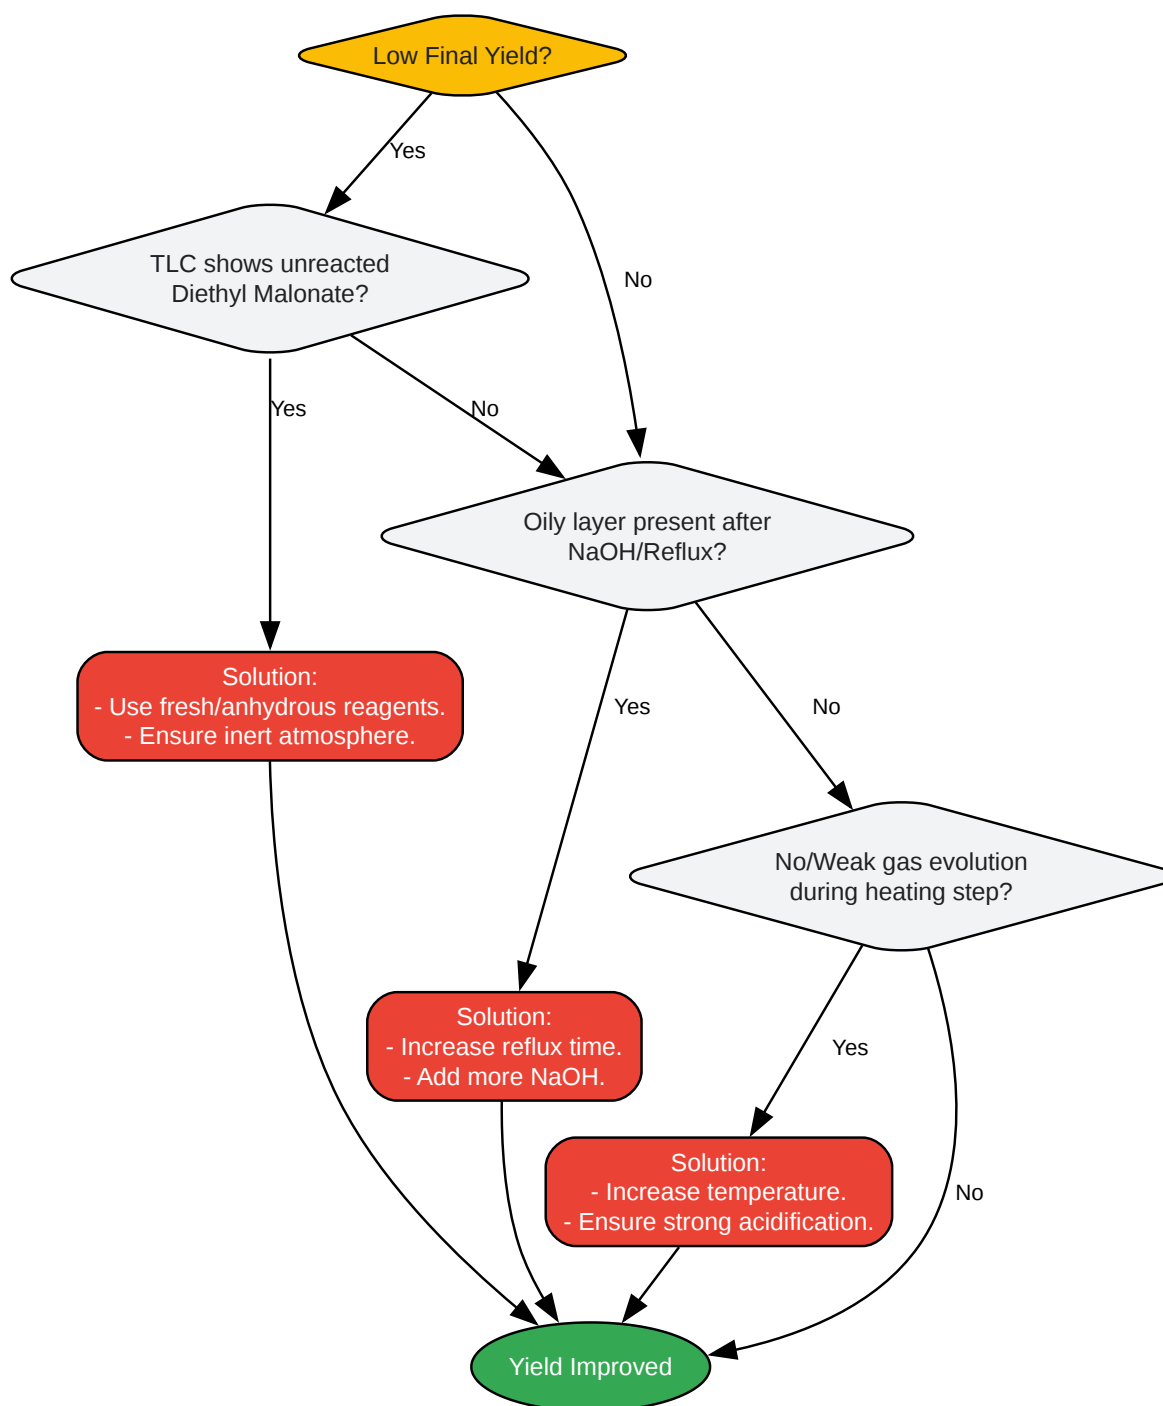 Low Final Yield?
Yes
TLC shows unreacted
Diethyl Malonate?
No
Yes
No
Oily layer present after
NaOH/Reflux?
Solution:
- Use fresh/anhydrous reagents.
- Ensure inert atmosphere.
Yes
No
No/Weak gas evolution
during heating step?
Solution:
- Increase reflux time.
- Add more NaOH.
Yes
Solution:
- Increase temperature.
- Ensure strong acidification.
No
Yield Improved